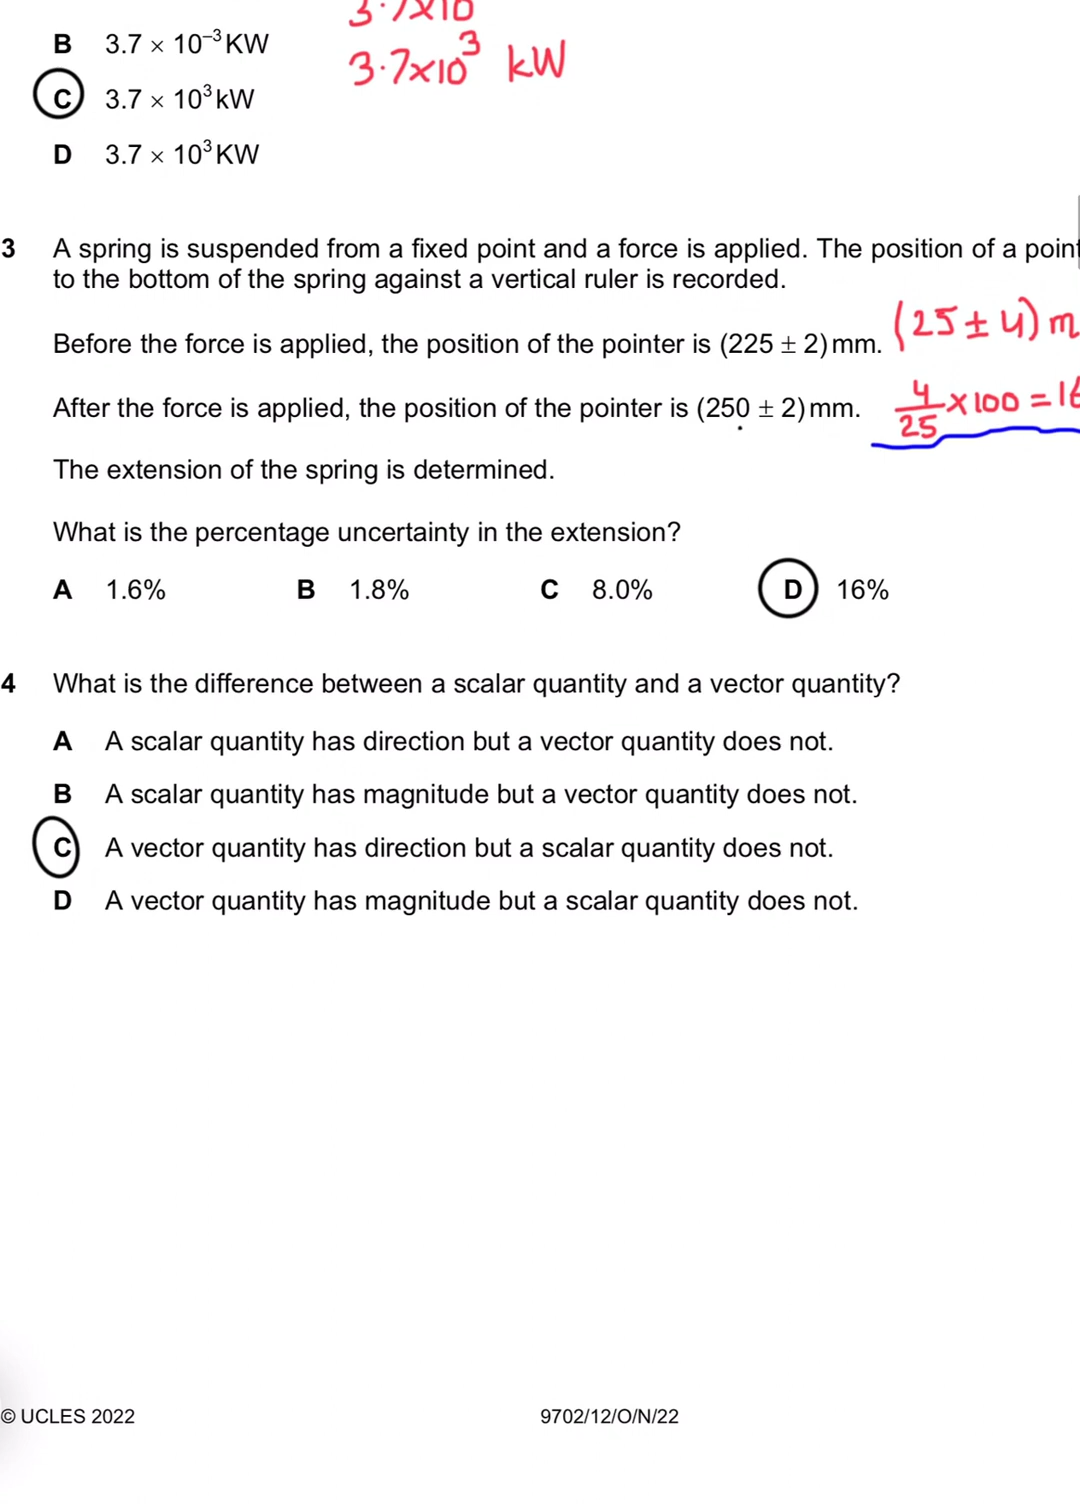 3.7×10
B 3.7 × 10⁻³ KW
3.7×10³ kW
C 3.7 × 10³ kW
D 3.7 × 10³ KW
3 A spring is suspended from a fixed point and a force is applied. The position of a point
to the bottom of the spring against a vertical ruler is recorded.
(25 ± 4) m
Before the force is applied, the position of the pointer is (225 ± 2) mm.
After the force is applied, the position of the pointer is (250 ± 2) mm.
4/25 × 100 = 16
The extension of the spring is determined.
What is the percentage uncertainty in the extension?
A 1.6% B 1.8% C 8.0% D 16%
4 What is the difference between a scalar quantity and a vector quantity?
A A scalar quantity has direction but a vector quantity does not.
B A scalar quantity has magnitude but a vector quantity does not.
C A vector quantity has direction but a scalar quantity does not.
D A vector quantity has magnitude but a scalar quantity does not.
© UCLES 2022 9702/12/O/N/22